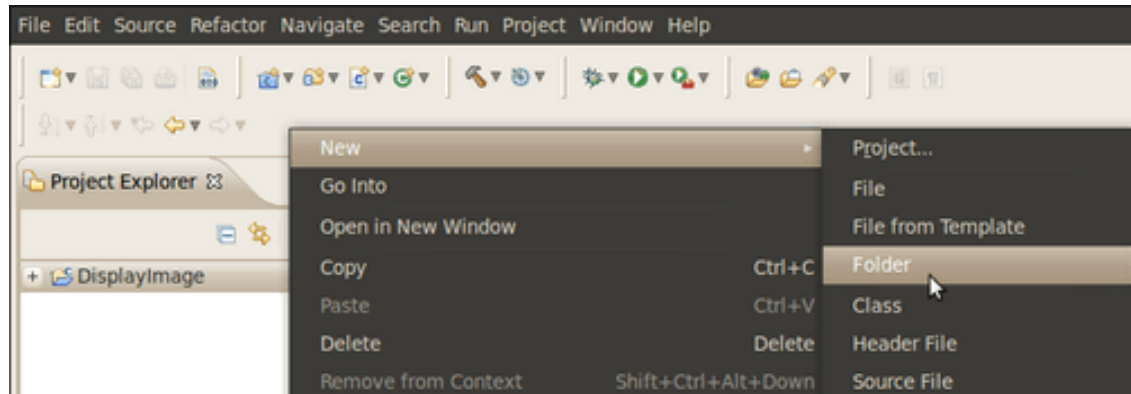 File Edit Source Refactor Navigate Search Run Project Window Help
Project Explorer
DisplayImage
New
Go Into
Open in New Window
Copy Ctrl+C
Paste Ctrl+V
Delete Delete
Remove from Context Shift+Ctrl+Alt+Down
Project...
File
File from Template
Folder
Class
Header File
Source File